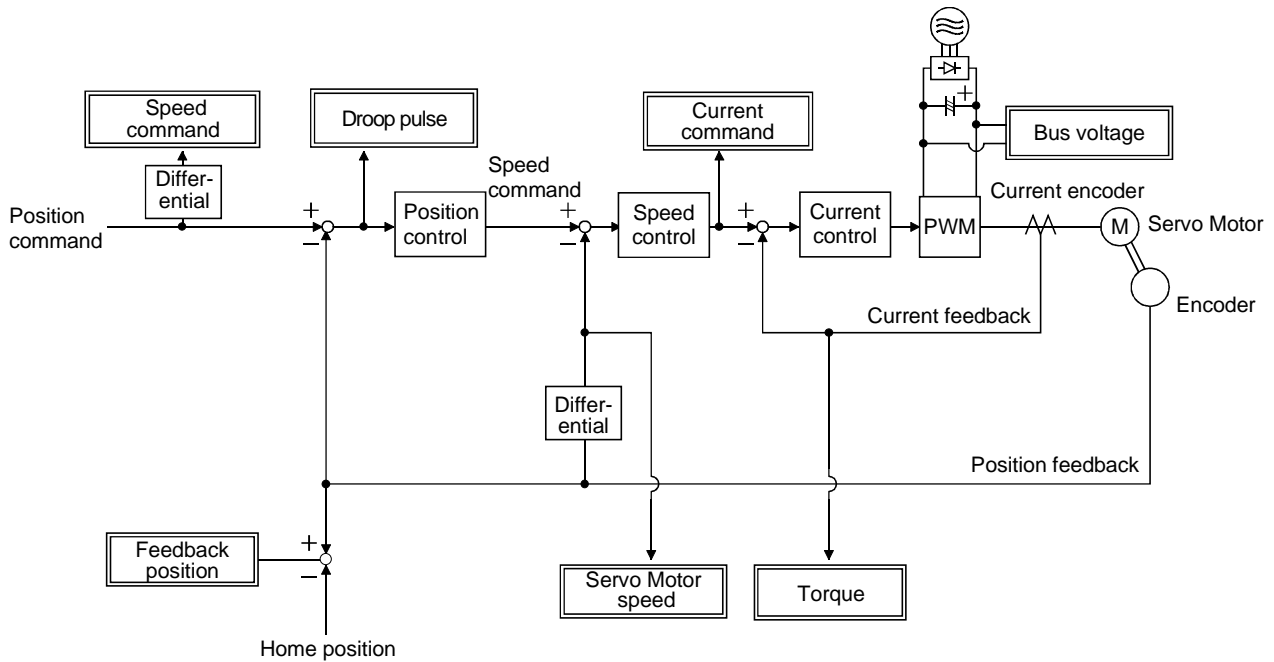 Speed
command
Droop pulse
Current
command
+
Bus voltage
Differ-
ential
Position
command
+
−
Position
control
Speed
command
+
−
Speed
control
+
−
Current
control
PWM
Current encoder
M
Servo Motor
Encoder
Current feedback
Differ-
ential
Position feedback
Feedback
position
+
−
Home position
Servo Motor
speed
Torque